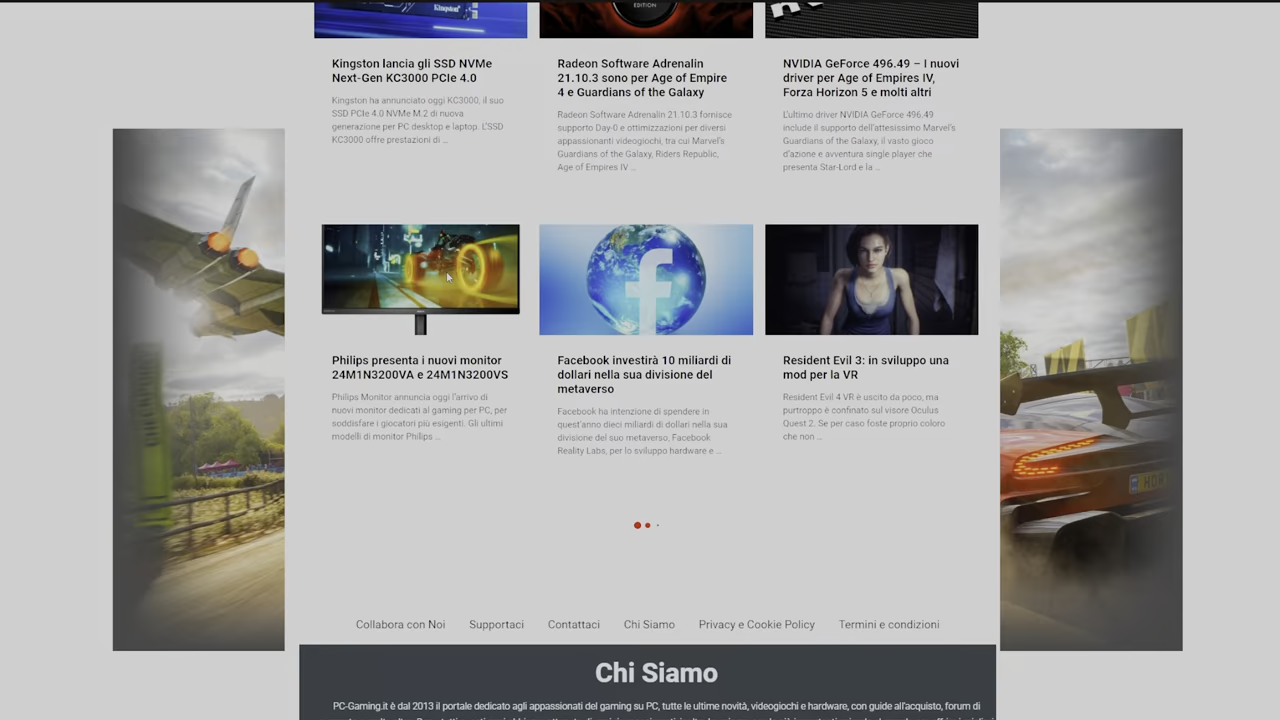 Kingston
EDITION
Kingston lancia gli SSD NVMe
Next-Gen KC3000 PCIe 4.0
Kingston ha annunciato oggi KC3000, il suo
SSD PCIe 4.0 NVMe M.2 di nuova
generazione per PC desktop e laptop. L'SSD
KC3000 offre prestazioni di ...
Radeon Software Adrenalin
21.10.3 sono per Age of Empire
4 e Guardians of the Galaxy
Radeon Software Adrenalin 21.10.3 fornisce
supporto Day-0 e ottimizzazioni per diversi
appassionanti videogiochi, tra cui Marvel's
Guardians of the Galaxy, Riders Republic,
Age of Empires IV ...
NVIDIA GeForce 496.49 – I nuovi
driver per Age of Empires IV,
Forza Horizon 5 e molti altri
L'ultimo driver NVIDIA GeForce 496.49
include il supporto dell'attesissimo Marvel's
Guardians of the Galaxy, il vasto gioco
d'azione e avventura single player che
presenta Star-Lord e la ...
Philips presenta i nuovi monitor
24M1N3200VA e 24M1N3200VS
Philips Monitor annuncia oggi l'arrivo di
nuovi monitor dedicati al gaming per PC, per
soddisfare i giocatori più esigenti. Gli ultimi
modelli di monitor Philips ...
Facebook investirà 10 miliardi di
dollari nella sua divisione del
metaverso
Facebook ha intenzione di spendere in
quest'anno dieci miliardi di dollari nella sua
divisione del suo metaverso, Facebook
Reality Labs, per lo sviluppo hardware e ...
Resident Evil 3: in sviluppo una
mod per la VR
Resident Evil 4 VR è uscito da poco, ma
purtroppo è confinato sul visore Oculus
Quest 2. Se per caso foste proprio coloro
che non ...
Collabora con Noi Supportaci Contattaci Chi Siamo Privacy e Cookie Policy Termini e condizioni
Chi Siamo
PC-Gaming.it è dal 2013 il portale dedicato agli appassionati del gaming su PC, tutte le ultime novità, videogiochi e hardware, con guide all'acquisto, forum di